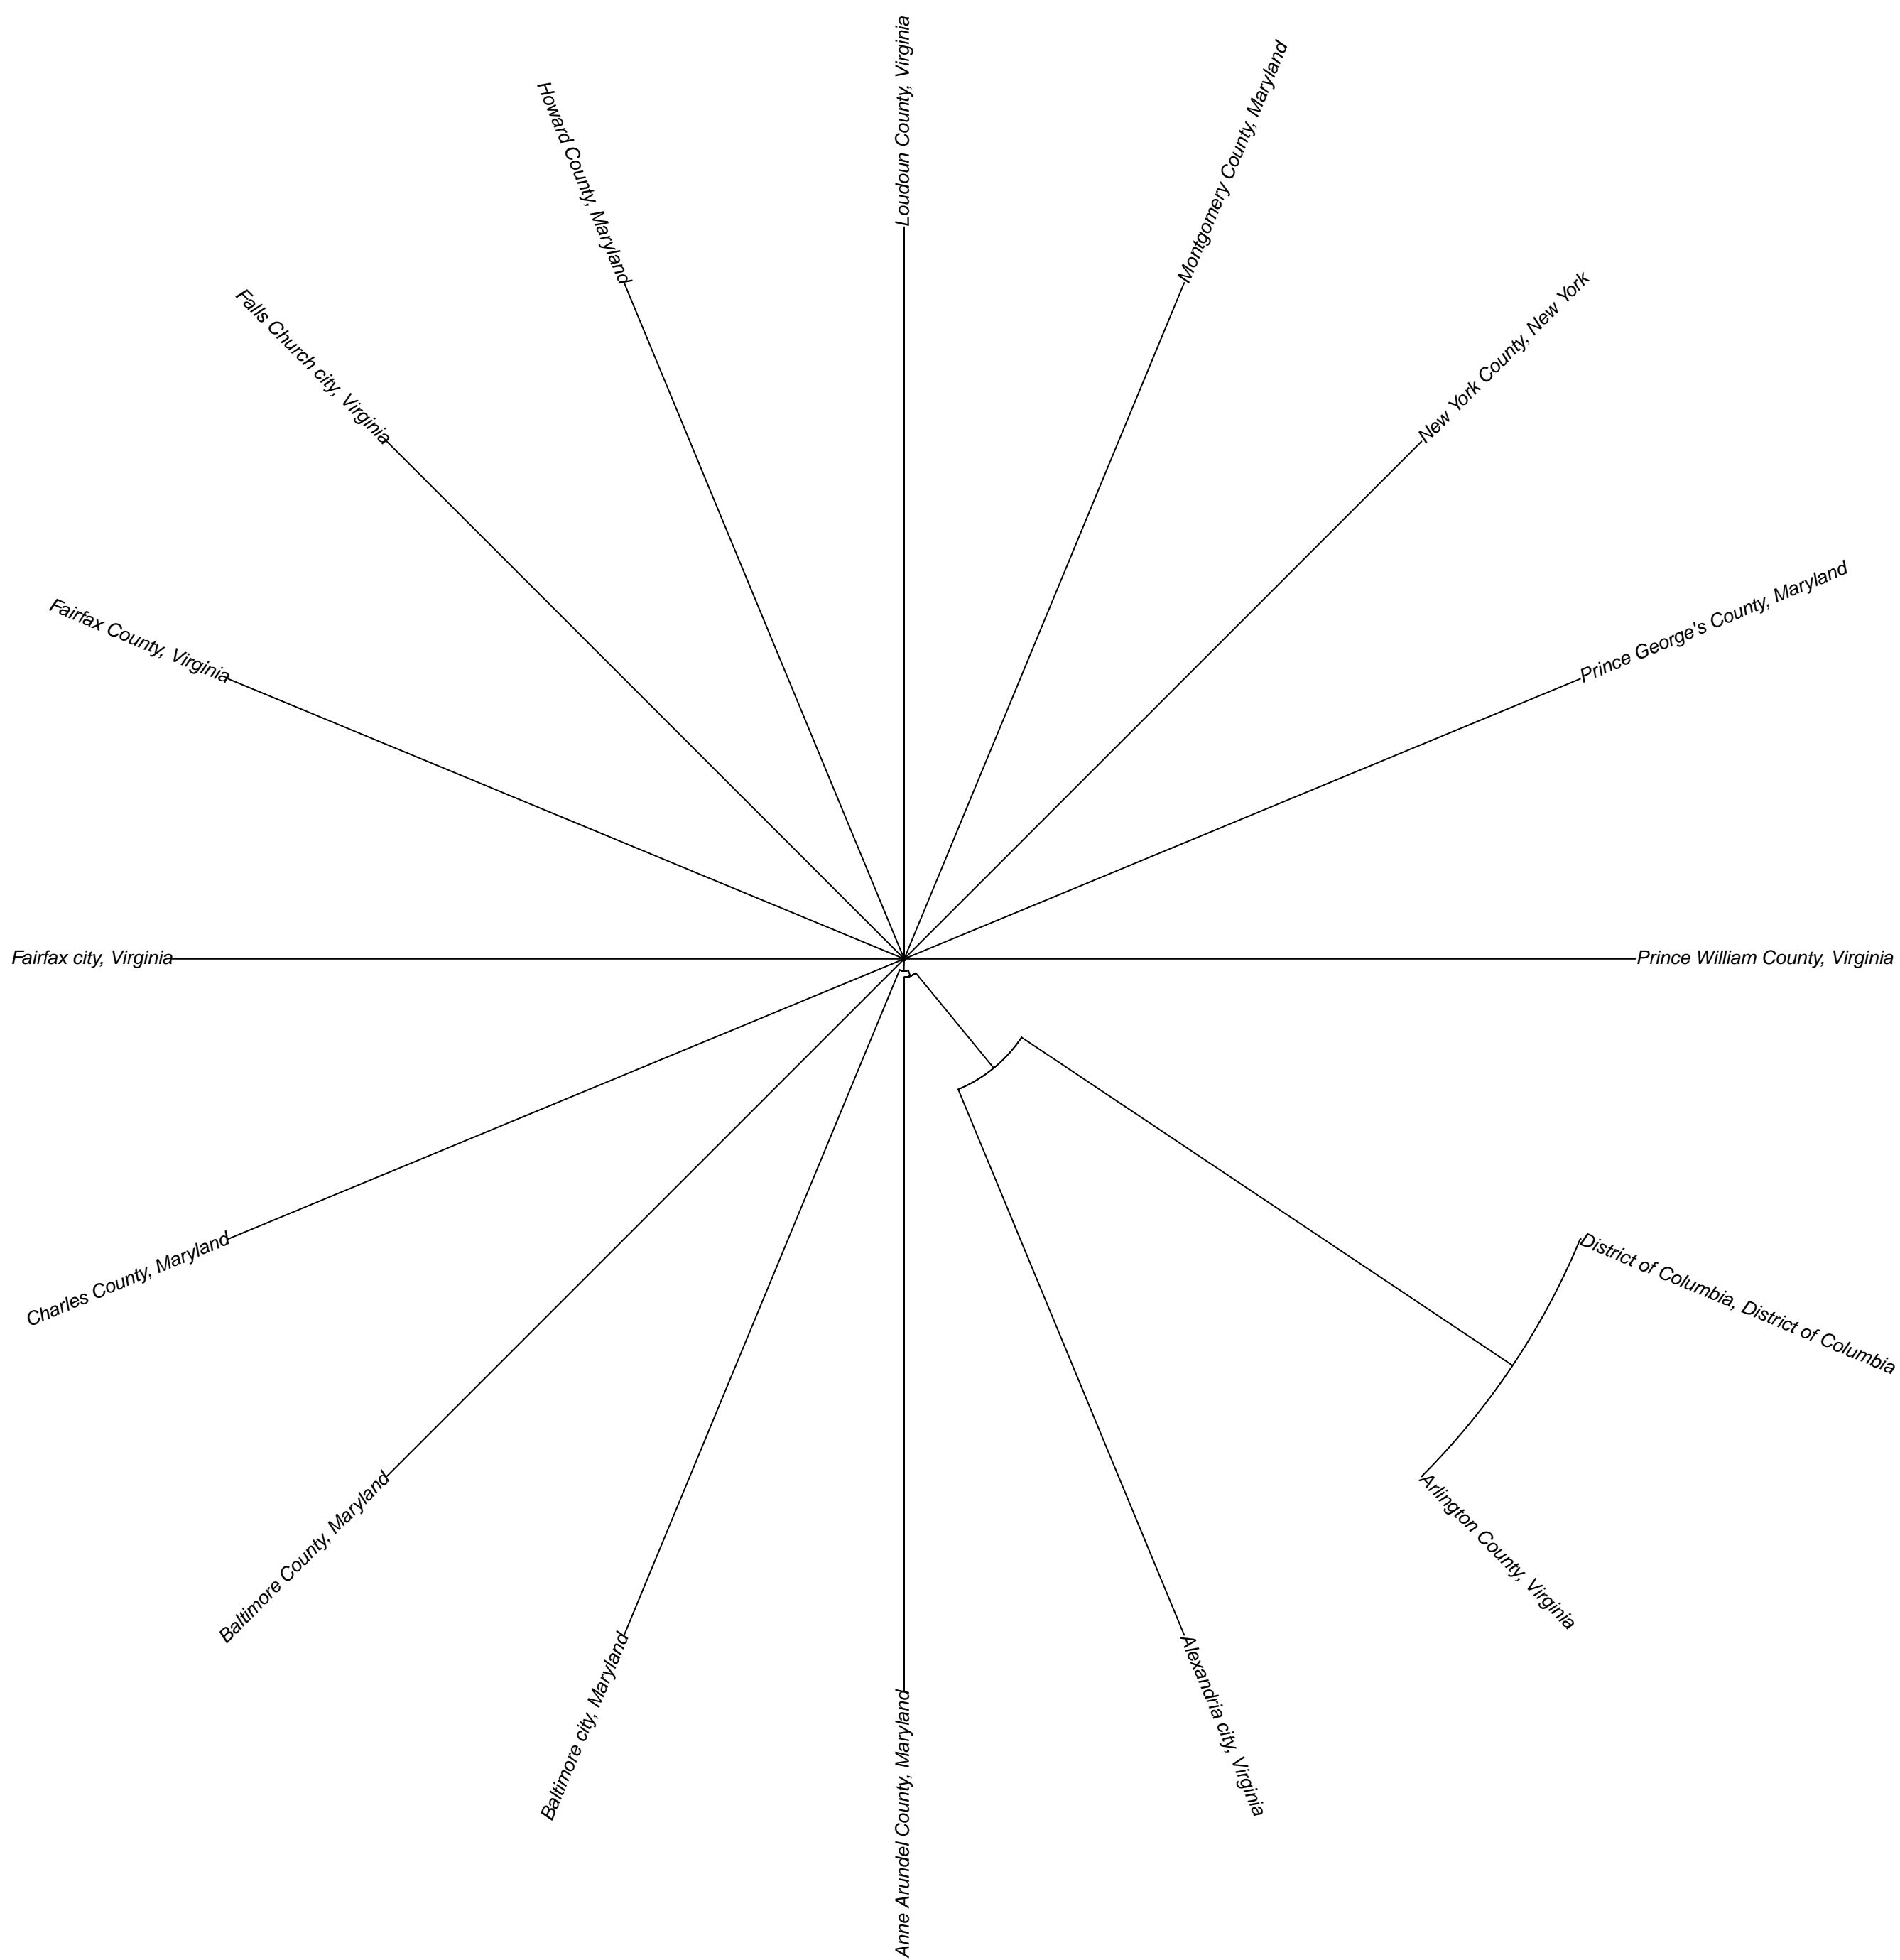 Loudoun County, Virginia
Montgomery County, Maryland
Howard County, Maryland
New York County, New York
Falls Church city, Virginia
Prince George's County, Maryland
Fairfax County, Virginia
Fairfax city, Virginia
Prince William County, Virginia
Charles County, Maryland
District of Columbia, District of Columbia
Baltimore County, Maryland
Arlington County, Virginia
Baltimore city, Maryland
Alexandria city, Virginia
Anne Arundel County, Maryland